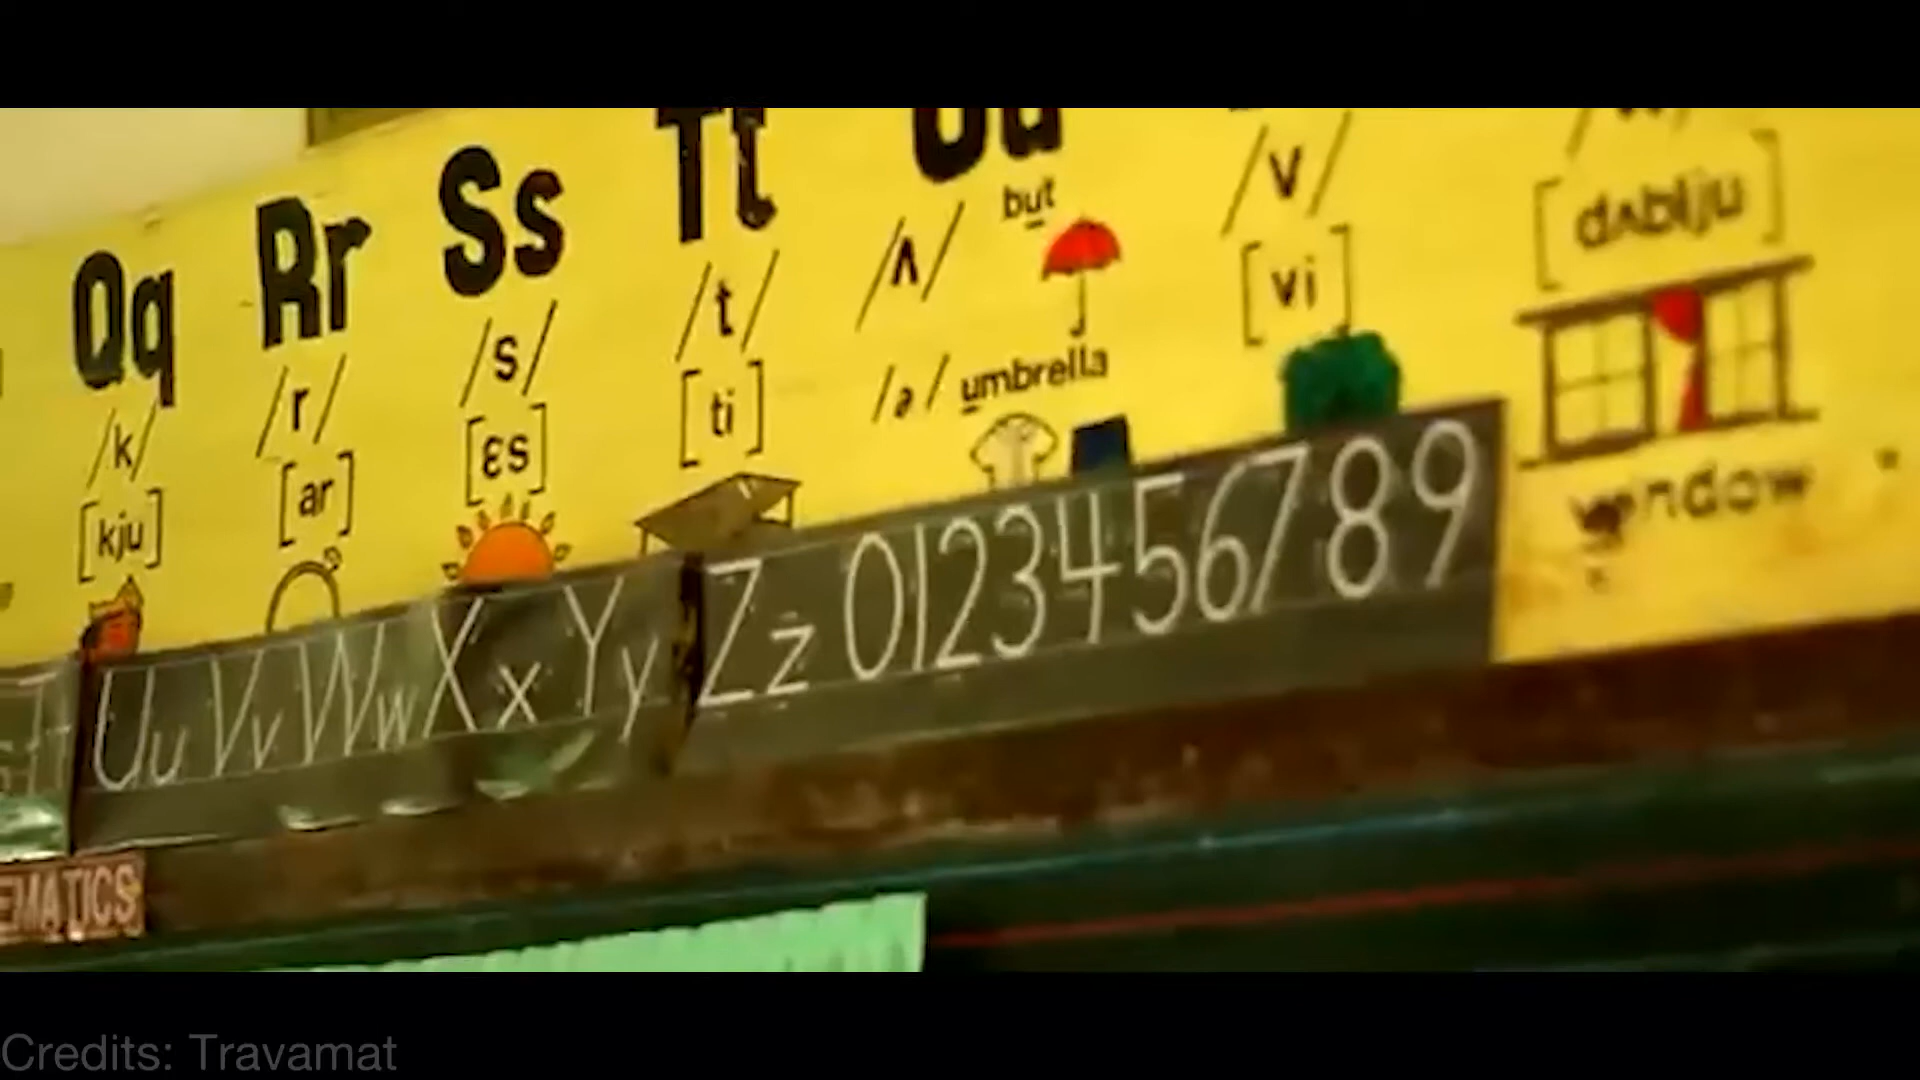 Qq Rr Ss Tt Uu
/k/ /r/ /s/ /t/ /ʌ/ but /v/
[kju] [ar] [ɛs] [ti] /ə/ umbrella [vi] [dʌblju]
window
Uu Vv Ww Xx Yy Zz 0123456789
EMATICS
Credits: Travamat